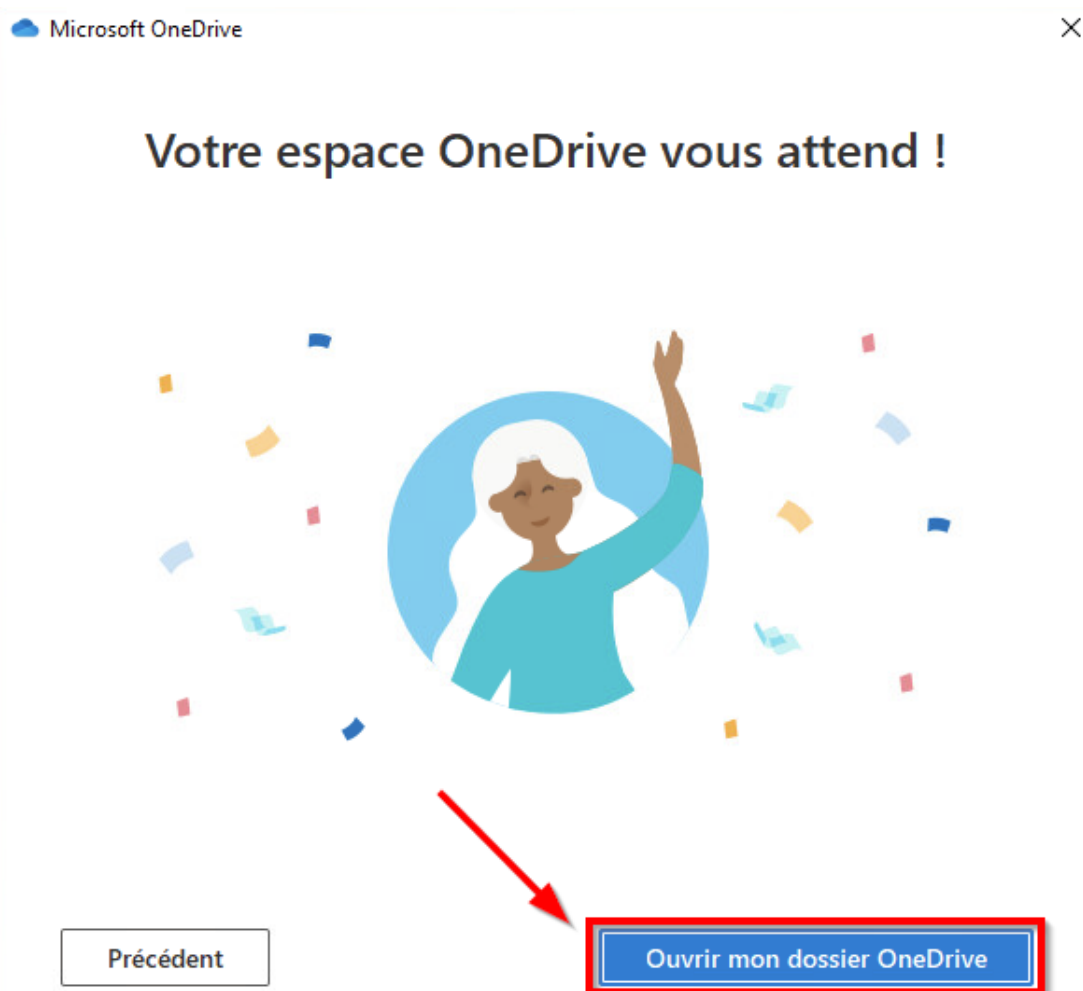 Microsoft OneDrive
Votre espace OneDrive vous attend !
Précédent
Ouvrir mon dossier OneDrive